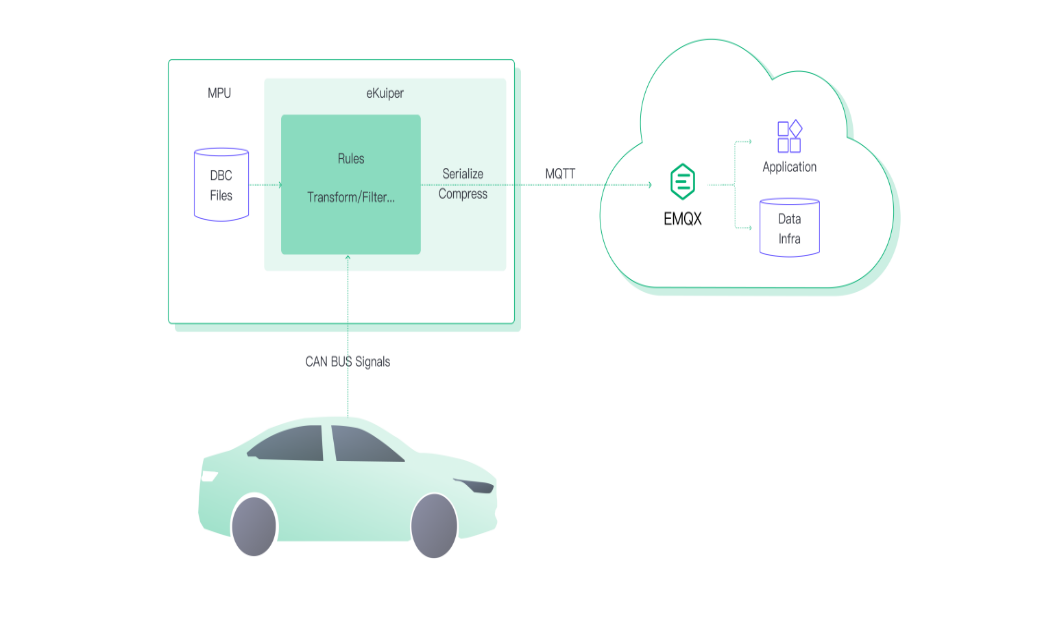 MPU
eKuiper
DBC
Files
Rules
Transform/Filter...
Serialize
Compress
MQTT
EMQX
Application
Data
Infra
CAN BUS Signals